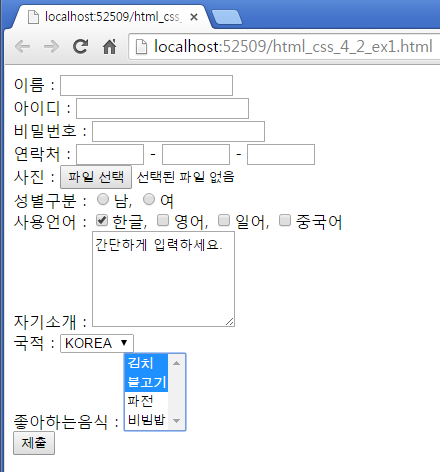 localhost:52509/html_css_
localhost:52509/html_css_4_2_ex1.html
이름 :
아이디 :
비밀번호 :
연락처 : - -
사진 : 파일 선택 선택된 파일 없음
성별구분 : 남, 여
사용언어 : 한글, 영어, 일어, 중국어
간단하게 입력하세요.
자기소개 :
국적 : KOREA
김치
불고기
파전
비빔밥
좋아하는음식 :
제출